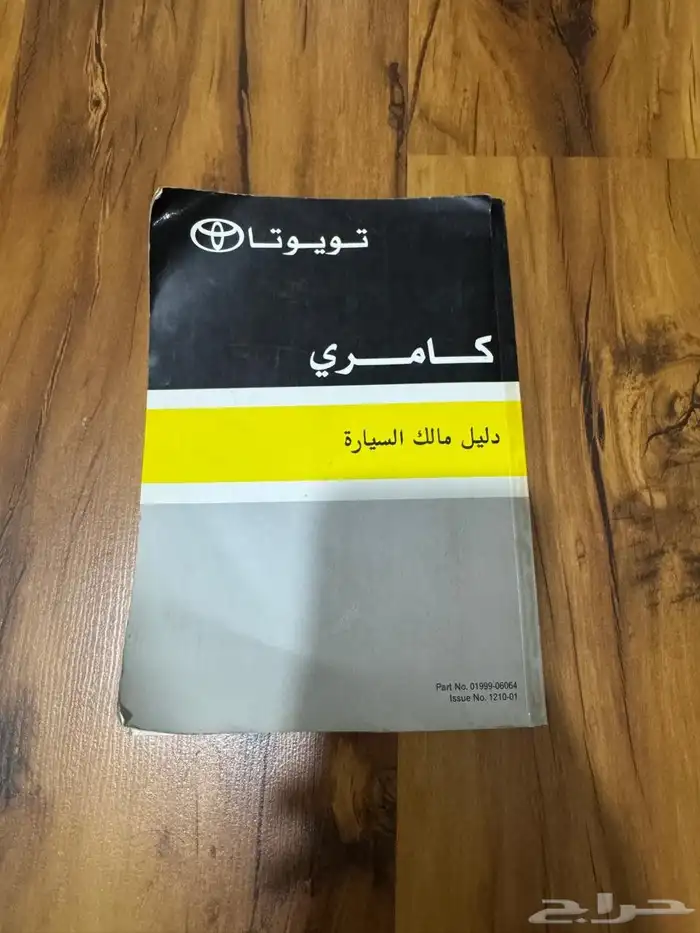 تويوتا
كامري
دليل مالك السيارة
Part No. 01999-06064
Issue No. 1210-01
حراج